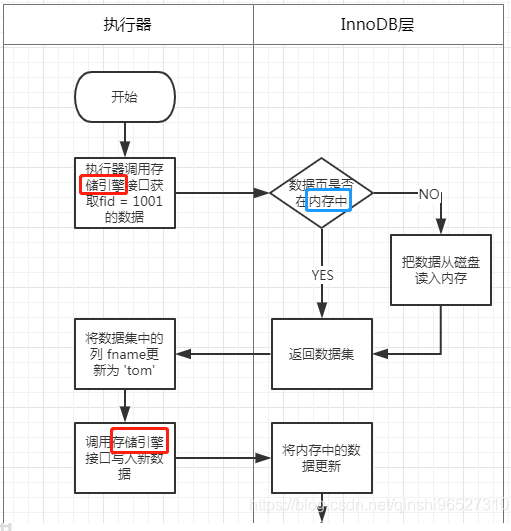 执行器
InnoDB层
开始
执行器调用存
储引擎接口获
取fid = 1001
的数据
数据页是否
在内存中
NO
把数据从磁盘
读入内存
YES
将数据集中的
列 fname更
新为 'tom'
返回数据集
调用存储引擎
接口写入新数
据
将内存中的数
据更新
https://blog.csdn.net/qinshi96527310